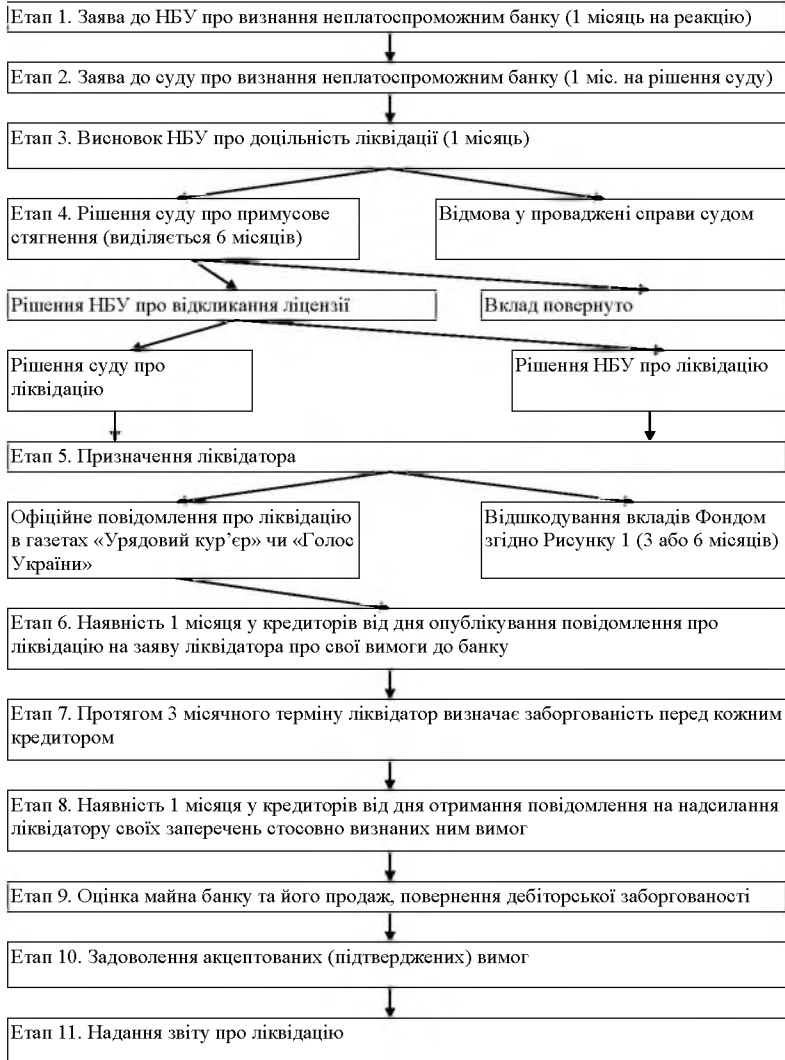 Етап 1. Заява до НБУ про визнання неплатоспроможним банку (1 місяць на реакцію)
Етап 2. Заява до суду про визнання неплатоспроможним банку (1 міс. на рішення суду)
Етап 3. Висновок НБУ про доцільність ліквідації (1 місяць)
Етап 4. Рішення суду про примусове
стягнення (виділяється 6 місяців)
Відмова у проваджені справи судом
Рішення НБУ про відкликання ліцензії
Вклад повернуто
Рішення суду про
ліквідацію
Рішення НБУ про ліквідацію
Етап 5. Призначення ліквідатора
Офіційне повідомлення про ліквідацію
в газетах «Урядовий кур’єр» чи «Голос
України»
Відшкодування вкладів Фондом
згідно Рисунку 1 (3 або 6 місяців)
Етап 6. Наявність 1 місяця у кредиторів від дня опублікування повідомлення про
ліквідацію на заяву ліквідатора про свої вимоги до банку
Етап 7. Протягом 3 місячного терміну ліквідатор визначає заборгованість перед кожним
кредитором
Етап 8. Наявність 1 місяця у кредиторів від дня отримання повідомлення на надсилання
ліквідатору своїх заперечень стосовно визнаних ним вимог
Етап 9. Оцінка майна банку та його продаж, повернення дебіторської заборгованості
Етап 10. Задоволення акцептованих (підтверджених) вимог
Етап 11. Надання звіту про ліквідацію